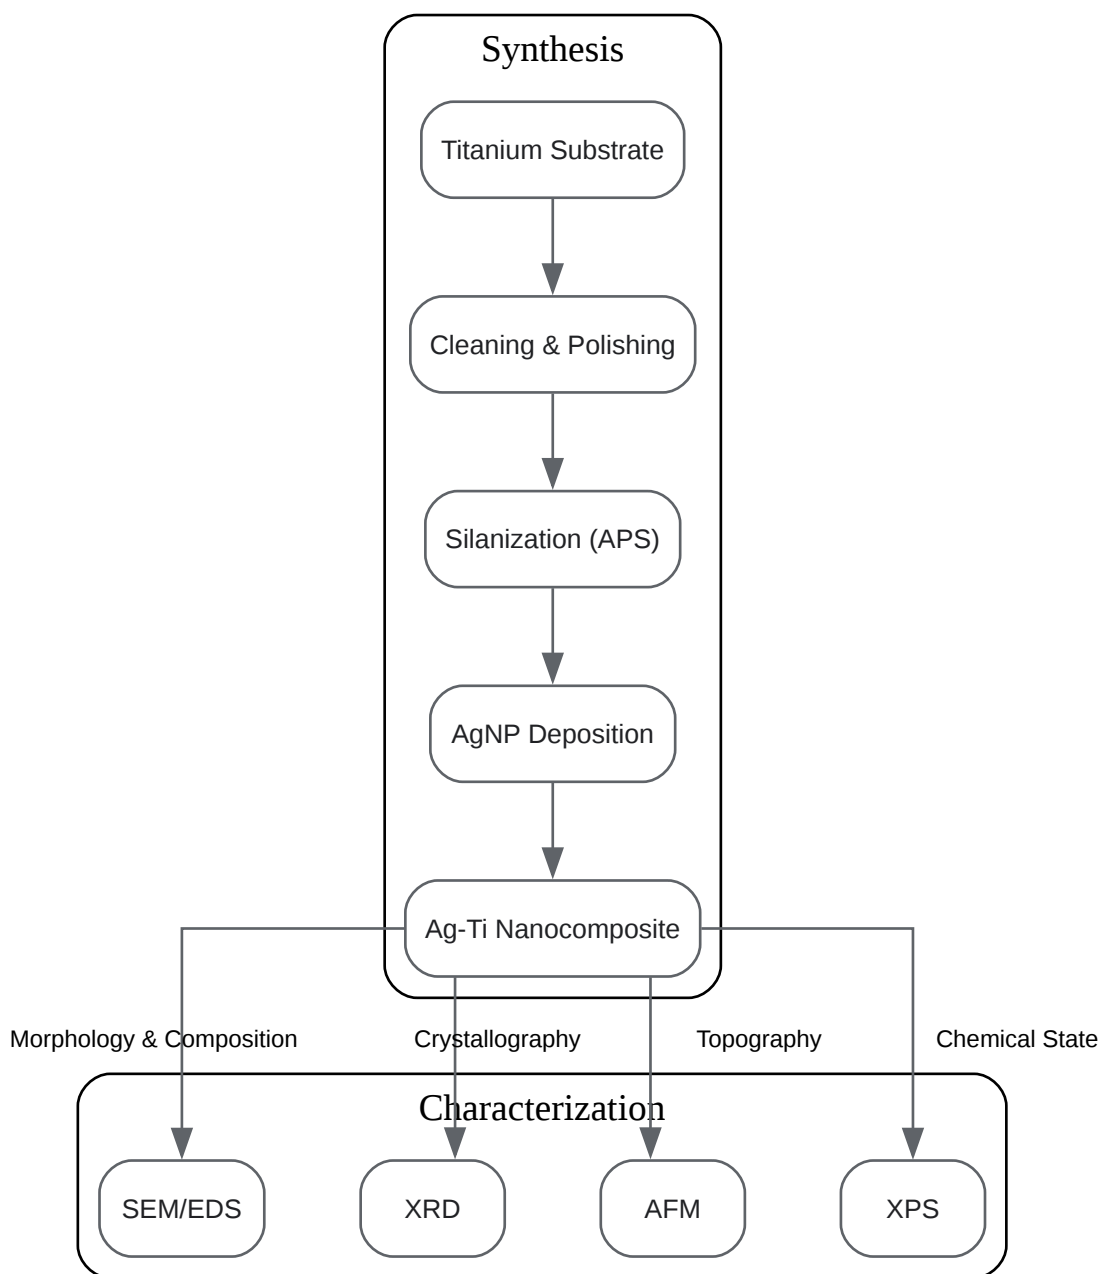 Synthesis
Titanium Substrate
Cleaning & Polishing
Silanization (APS)
AgNP Deposition
Ag-Ti Nanocomposite
Morphology & Composition
Crystallography
Topography
Chemical State
Characterization
SEM/EDS
XRD
AFM
XPS